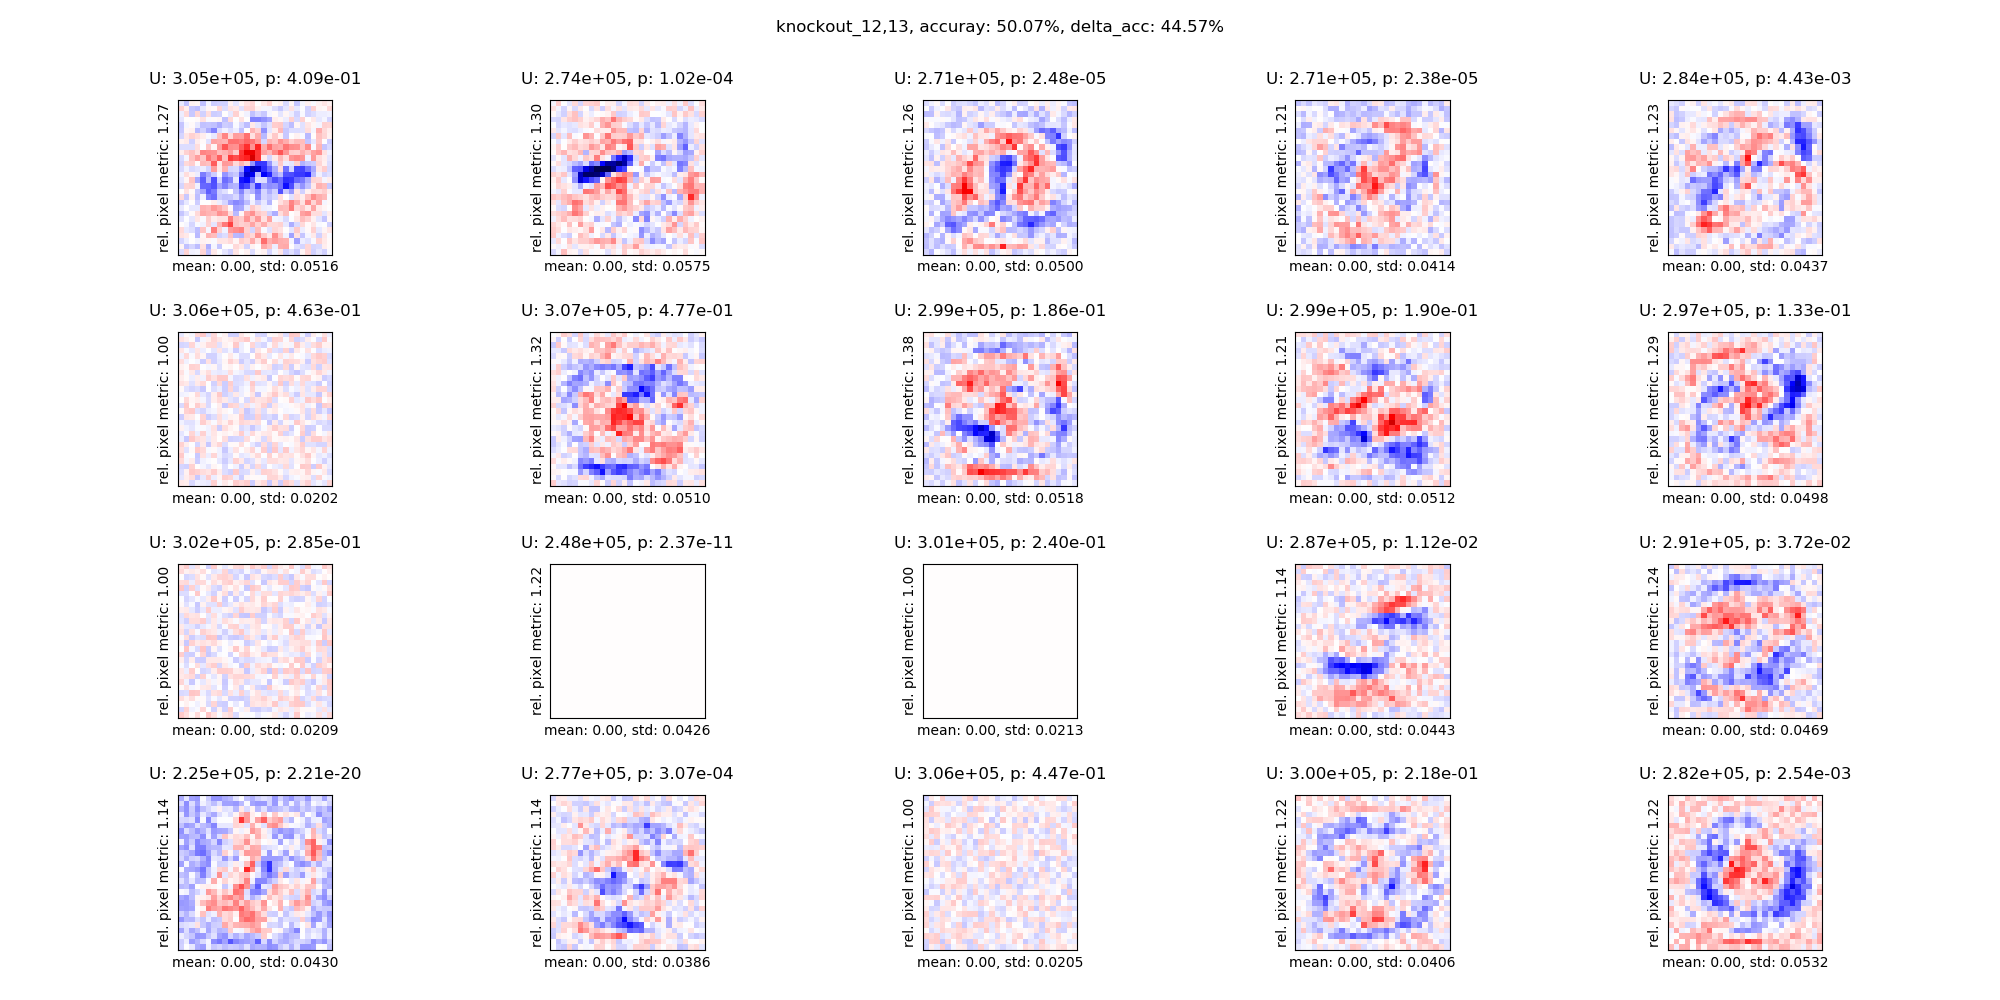 knockout_12,13, accuray: 50.07%, delta_acc: 44.57%
U: 3.05e+05, p: 4.09e-01
rel. pixel metric: 1.27
mean: 0.00, std: 0.0516
U: 2.74e+05, p: 1.02e-04
rel. pixel metric: 1.30
mean: 0.00, std: 0.0575
U: 2.71e+05, p: 2.48e-05
rel. pixel metric: 1.26
mean: 0.00, std: 0.0500
U: 2.71e+05, p: 2.38e-05
rel. pixel metric: 1.21
mean: 0.00, std: 0.0414
U: 2.84e+05, p: 4.43e-03
rel. pixel metric: 1.23
mean: 0.00, std: 0.0437
U: 3.06e+05, p: 4.63e-01
rel. pixel metric: 1.00
mean: 0.00, std: 0.0202
U: 3.07e+05, p: 4.77e-01
rel. pixel metric: 1.32
mean: 0.00, std: 0.0510
U: 2.99e+05, p: 1.86e-01
rel. pixel metric: 1.38
mean: 0.00, std: 0.0518
U: 2.99e+05, p: 1.90e-01
rel. pixel metric: 1.21
mean: 0.00, std: 0.0512
U: 2.97e+05, p: 1.33e-01
rel. pixel metric: 1.29
mean: 0.00, std: 0.0498
U: 3.02e+05, p: 2.85e-01
rel. pixel metric: 1.00
mean: 0.00, std: 0.0209
U: 2.48e+05, p: 2.37e-11
rel. pixel metric: 1.22
mean: 0.00, std: 0.0426
U: 3.01e+05, p: 2.40e-01
rel. pixel metric: 1.00
mean: 0.00, std: 0.0213
U: 2.87e+05, p: 1.12e-02
rel. pixel metric: 1.14
mean: 0.00, std: 0.0443
U: 2.91e+05, p: 3.72e-02
rel. pixel metric: 1.24
mean: 0.00, std: 0.0469
U: 2.25e+05, p: 2.21e-20
rel. pixel metric: 1.14
mean: 0.00, std: 0.0430
U: 2.77e+05, p: 3.07e-04
rel. pixel metric: 1.14
mean: 0.00, std: 0.0386
U: 3.06e+05, p: 4.47e-01
rel. pixel metric: 1.00
mean: 0.00, std: 0.0205
U: 3.00e+05, p: 2.18e-01
rel. pixel metric: 1.22
mean: 0.00, std: 0.0406
U: 2.82e+05, p: 2.54e-03
rel. pixel metric: 1.22
mean: 0.00, std: 0.0532